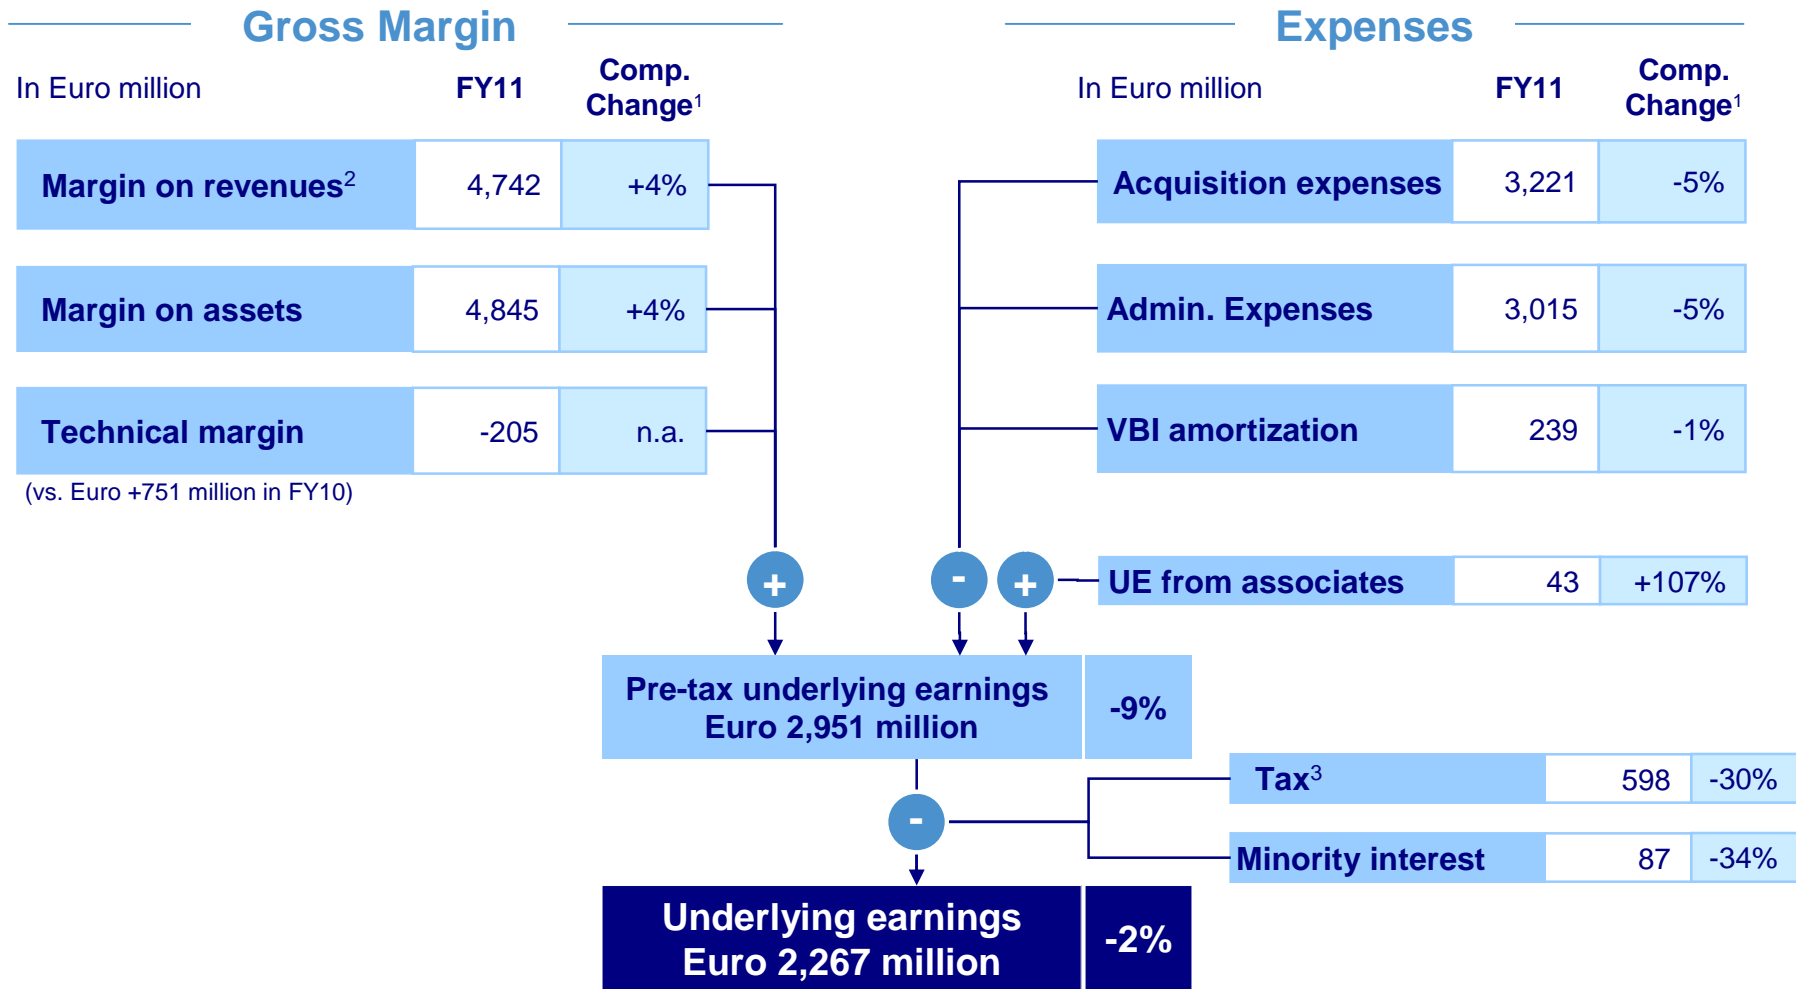 Gross Margin
In Euro million FY11 Comp. Change1
Margin on revenues2 4,742 +4%
Margin on assets 4,845 +4%
Technical margin -205 n.a.
(vs. Euro +751 million in FY10)
Expenses
In Euro million FY11 Comp. Change1
Acquisition expenses 3,221 -5%
Admin. Expenses 3,015 -5%
VBI amortization 239 -1%
+ - +
UE from associates 43 +107%
Pre-tax underlying earnings
Euro 2,951 million
-9%
Tax3 598 -30%
-
Minority interest 87 -34%
Underlying earnings
Euro 2,267 million
-2%